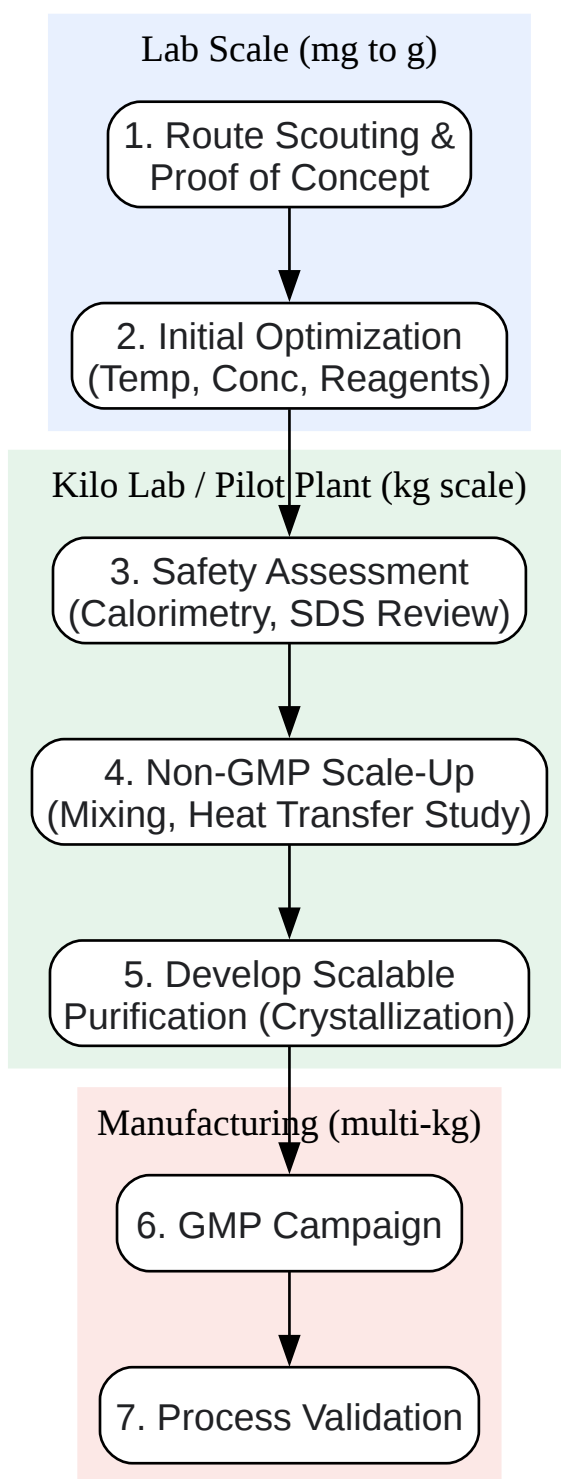 Lab Scale (mg to g)
1. Route Scouting &
Proof of Concept
2. Initial Optimization
(Temp, Conc, Reagents)
Kilo Lab / Pilot Plant (kg scale)
3. Safety Assessment
(Calorimetry, SDS Review)
4. Non-GMP Scale-Up
(Mixing, Heat Transfer Study)
5. Develop Scalable
Purification (Crystallization)
Manufacturing (multi-kg)
6. GMP Campaign
7. Process Validation